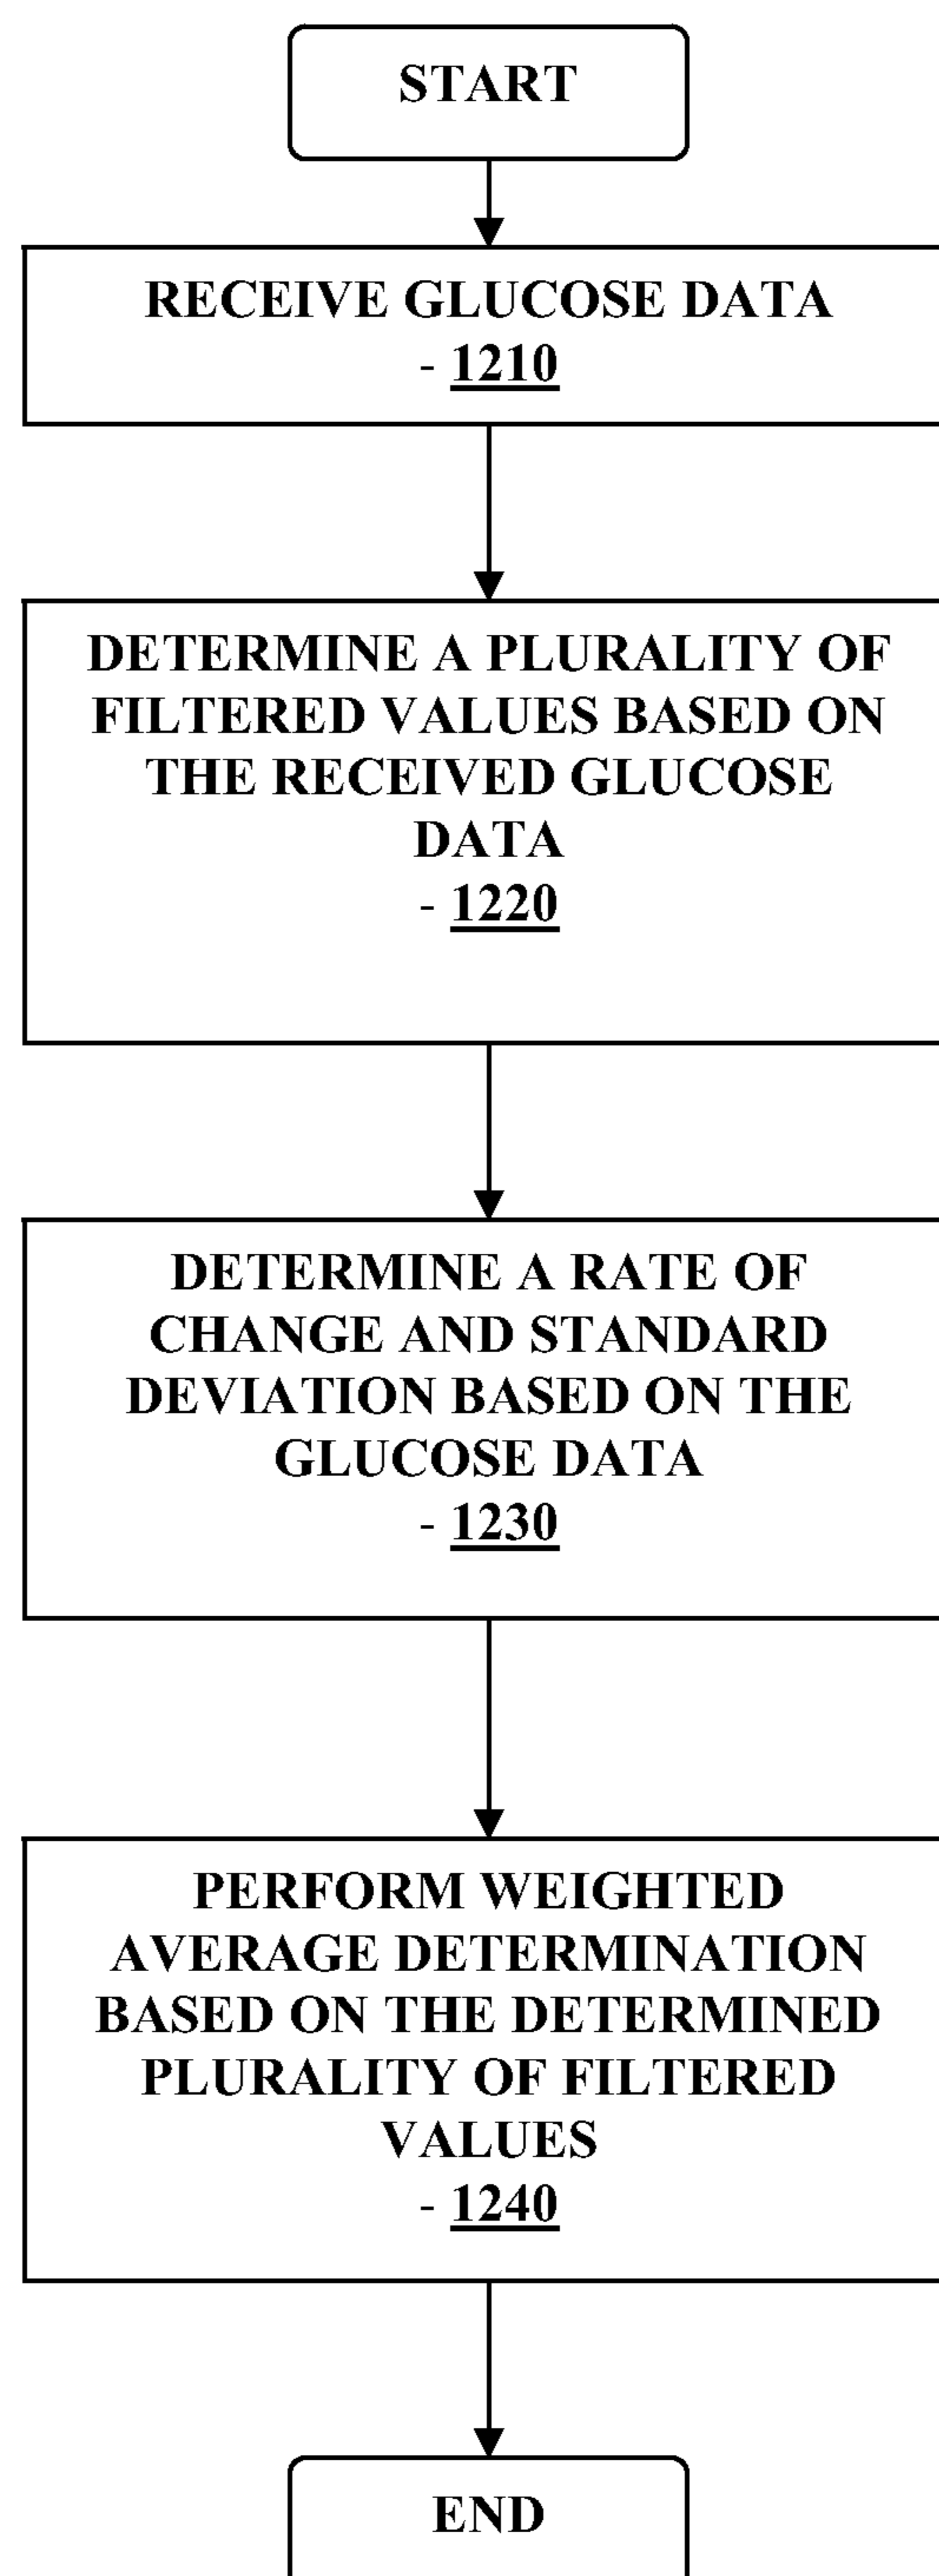 START
RECEIVE GLUCOSE DATA
- 1210
DETERMINE A PLURALITY OF
FILTERED VALUES BASED ON
THE RECEIVED GLUCOSE
DATA
- 1220
DETERMINE A RATE OF
CHANGE AND STANDARD
DEVIATION BASED ON THE
GLUCOSE DATA
- 1230
PERFORM WEIGHTED
AVERAGE DETERMINATION
BASED ON THE DETERMINED
PLURALITY OF FILTERED
VALUES
- 1240
END